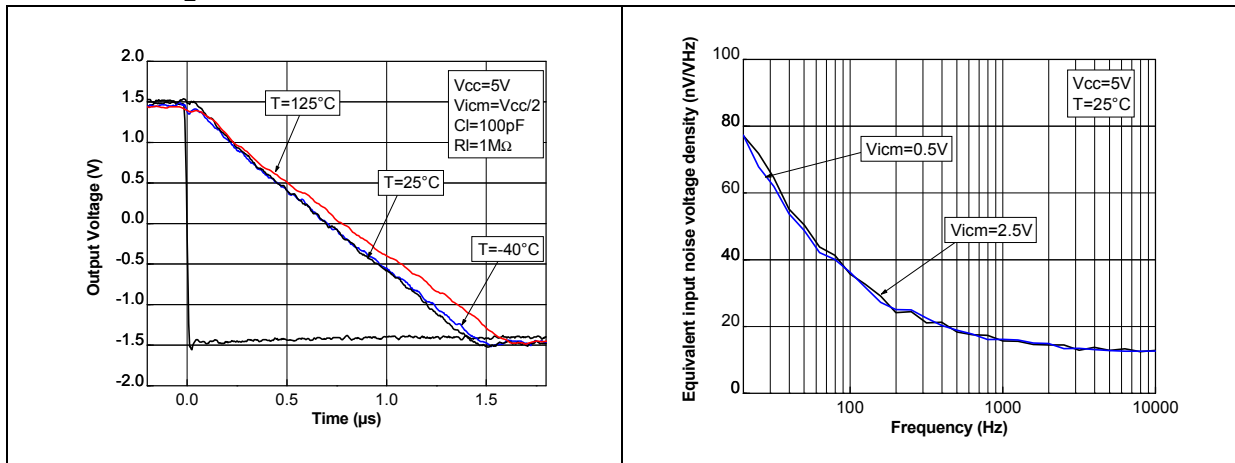 2.0
1.5
1.0
0.5
0.0
-0.5
-1.0
-1.5
-2.0
Output Voltage (V)
T=125°C
Vcc=5V
Vicm=Vcc/2
Cl=100pF
Rl=1MΩ
T=25°C
T=-40°C
0.0 0.5 1.0 1.5
Time (µs)
100
80
60
40
20
0
Equivalent input noise voltage density (nV/VHz)
Vcc=5V
T=25°C
Vicm=0.5V
Vicm=2.5V
100 1000 10000
Frequency (Hz)